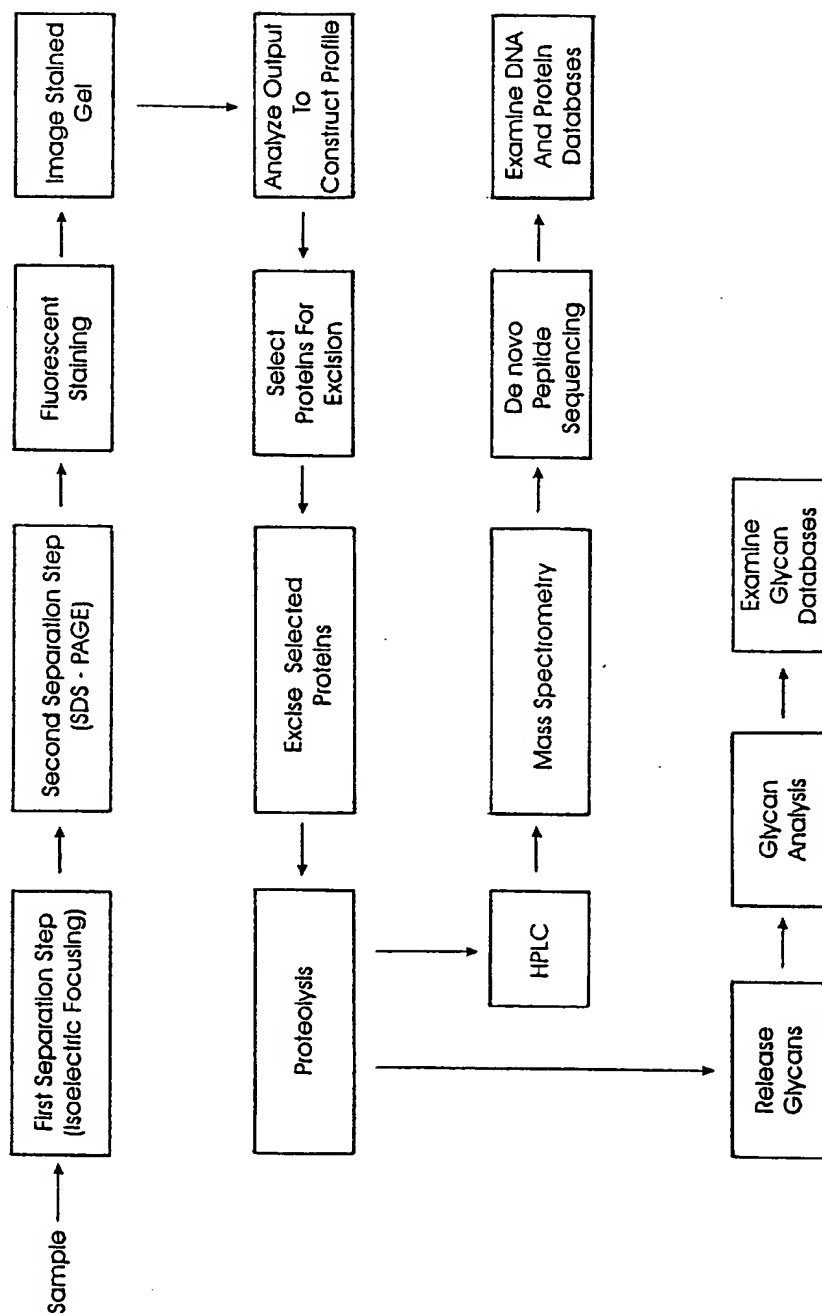 Sample
First Separation Step
(Isoelectric Focusing)
Second Separation Step
(SDS - PAGE)
Fluorescent
Staining
Image Stained
Gel
Analyze Output
To
Construct Profile
Select
Proteins For
Excision
Excise Selected
Proteins
Proteolysis
HPLC
Mass Spectrometry
De novo
Peptide
Sequencing
Examine DNA
And Protein
Databases
Release
Glycans
Glycan
Analysis
Examine
Glycan
Databases